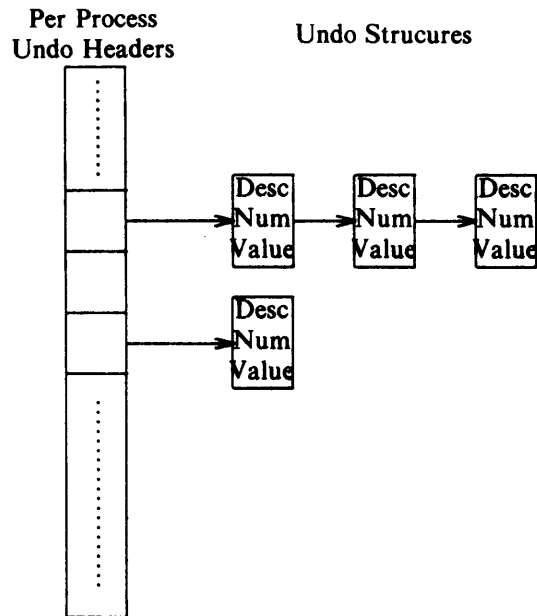 Per Process
Undo Headers
Undo Strucures
Desc
Num
Value
Desc
Num
Value
Desc
Num
Value
Desc
Num
Value